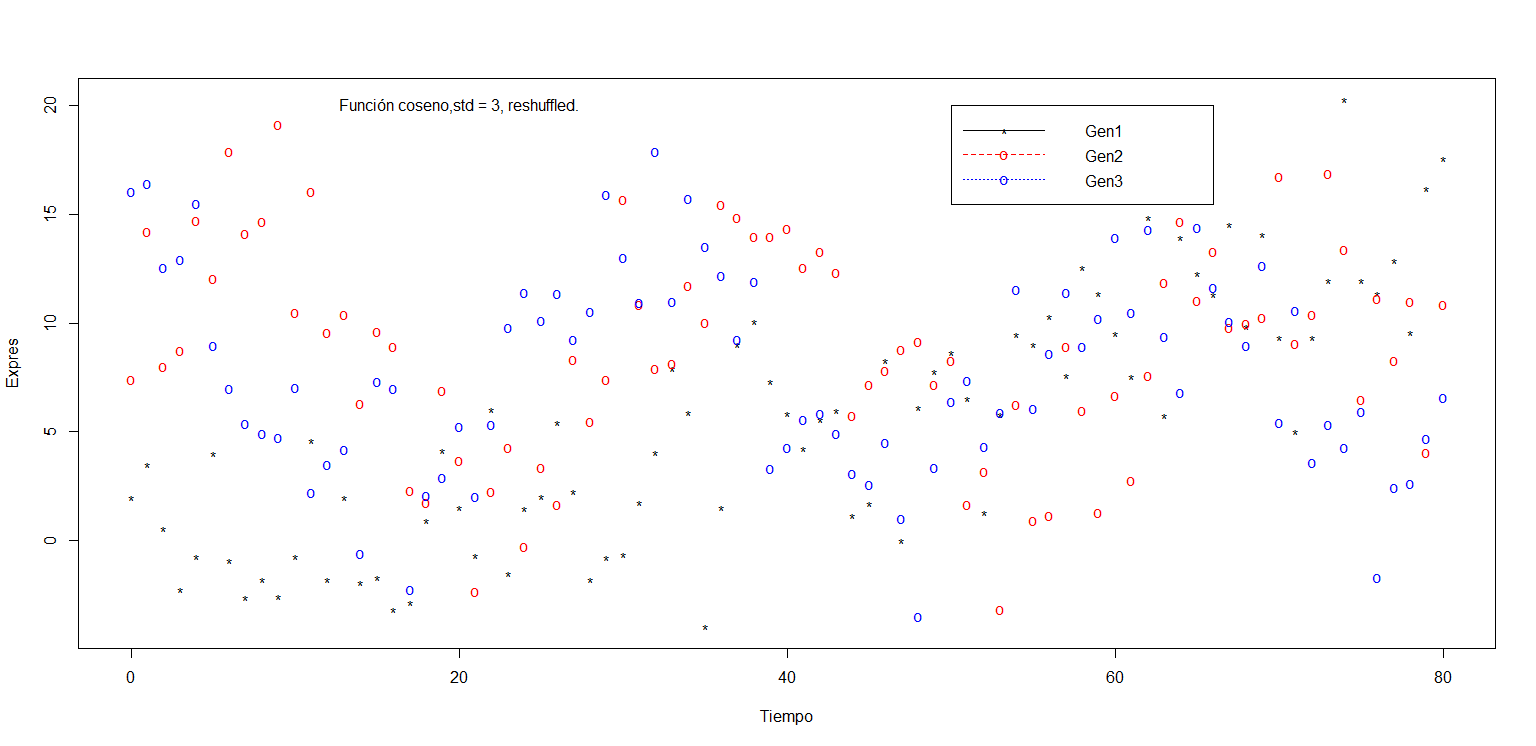 Función coseno,std = 3, reshuffled.
Gen1
Gen2
Gen3
Expres
20
15
10
5
0
0 20 40 60 80
Tiempo